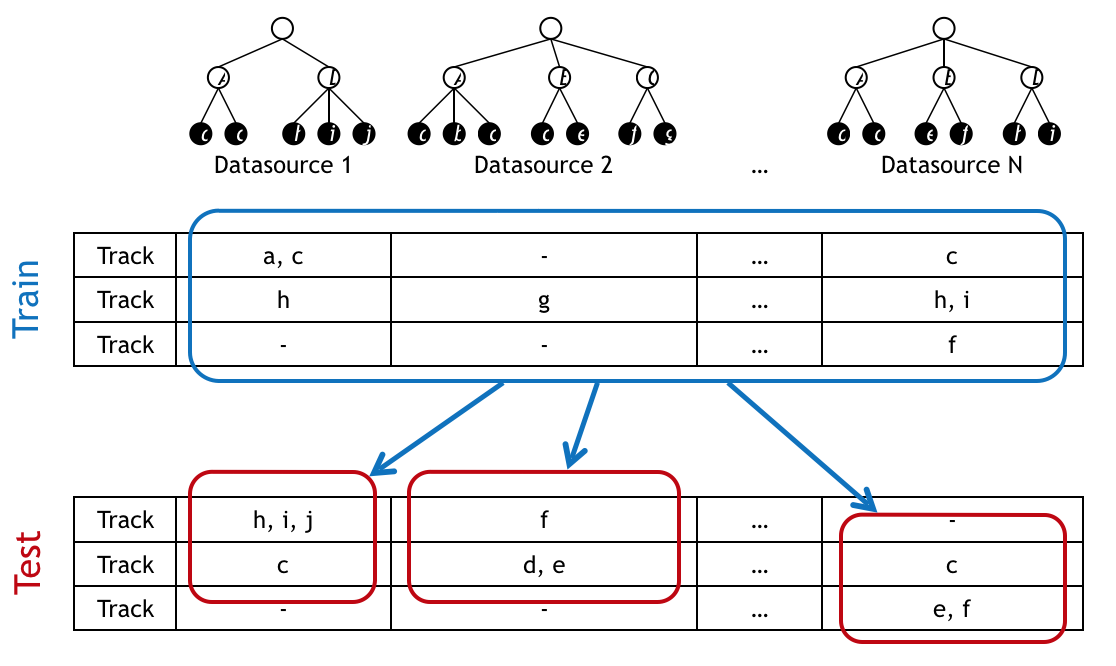 Datasource 1 Datasource 2 ... Datasource N
Train
Track a, c - ... c
Track h g ... h, i
Track - - ... f
Test
Track h, i, j f ... -
Track c d, e ... c
Track - - ... e, f